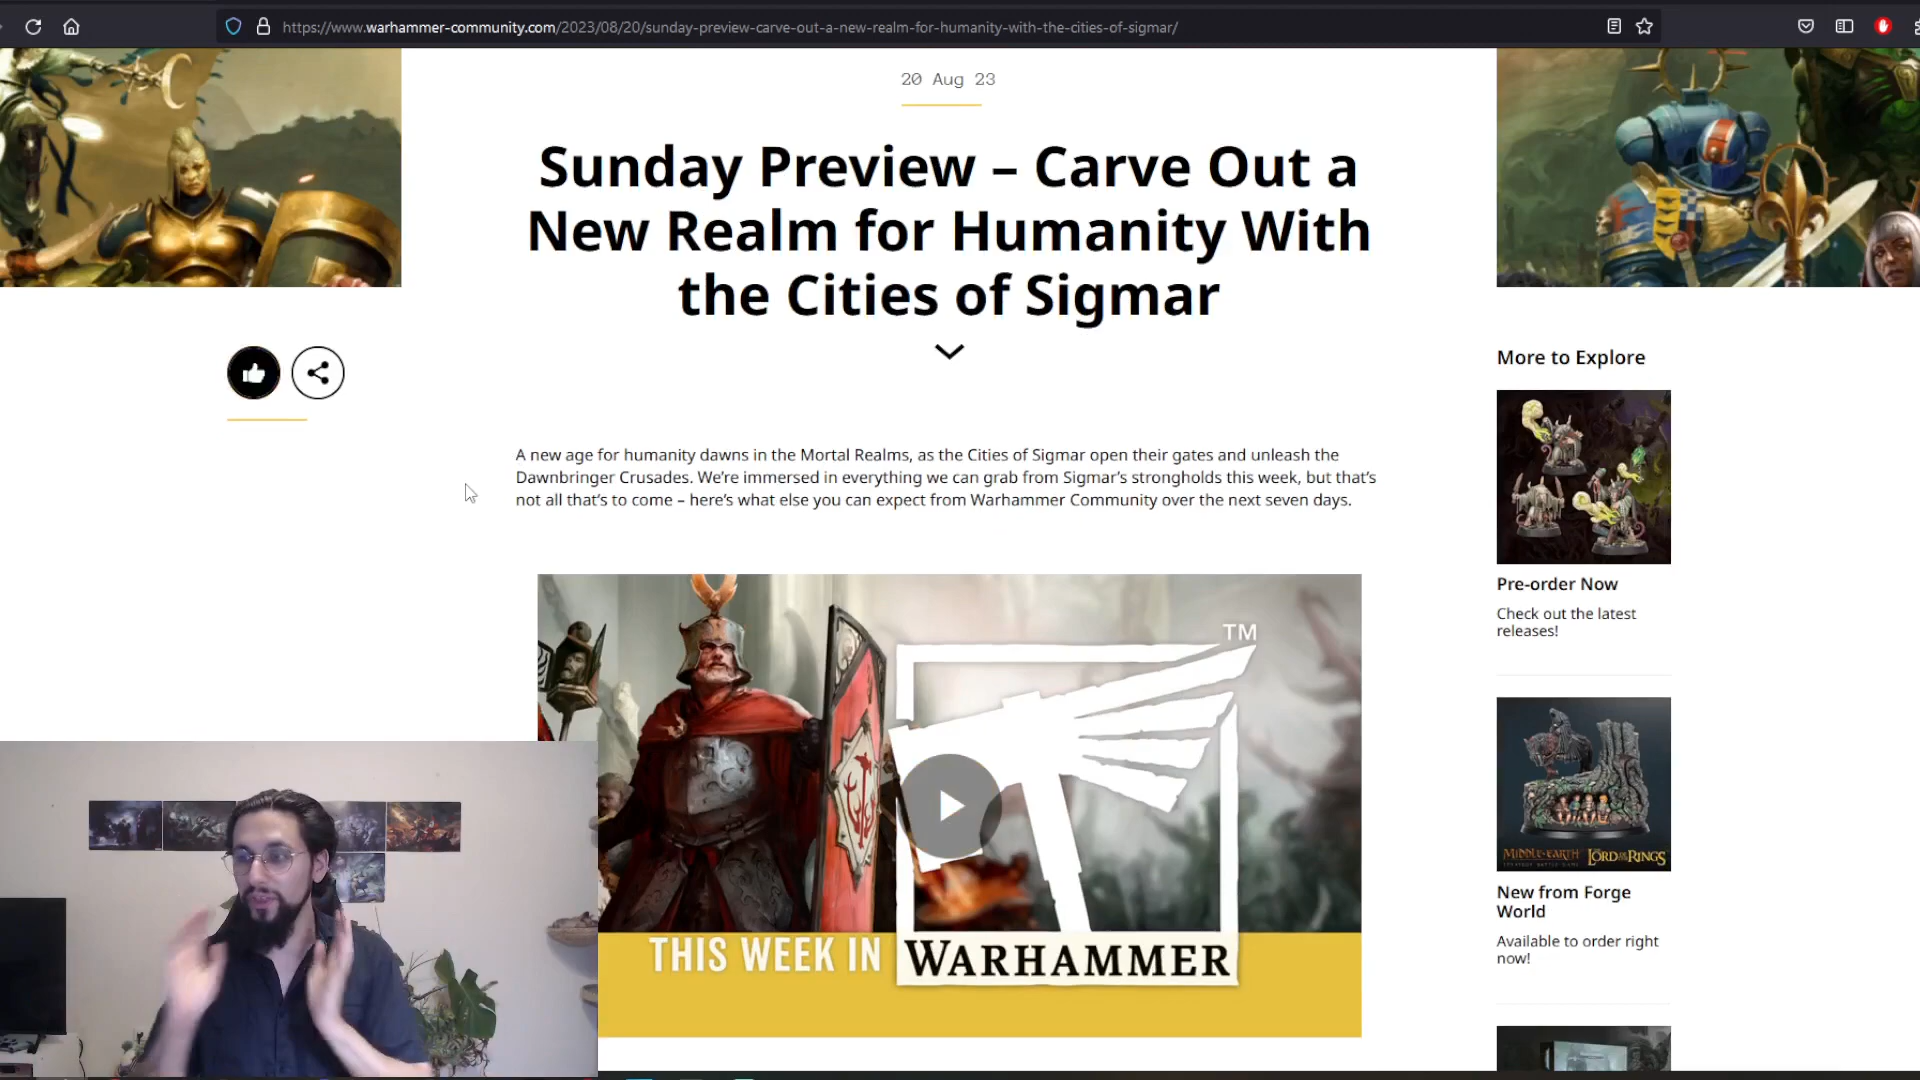 https://www.warhammer-community.com/2023/08/20/sunday-preview-carve-out-a-new-realm-for-humanity-with-the-cities-of-sigmar/
20 Aug 23
Sunday Preview – Carve Out a
New Realm for Humanity With
the Cities of Sigmar
A new age for humanity dawns in the Mortal Realms, as the Cities of Sigmar open their gates and unleash the
Dawnbringer Crusades. We're immersed in everything we can grab from Sigmar's strongholds this week, but that's
not all that's to come – here's what else you can expect from Warhammer Community over the next seven days.
TM
THIS WEEK IN WARHAMMER
More to Explore
Pre-order Now
Check out the latest
releases!
MIDDLE-EARTH
STRATEGY BATTLE GAME
THE LORD OF THE RINGS
New from Forge
World
Available to order right
now!